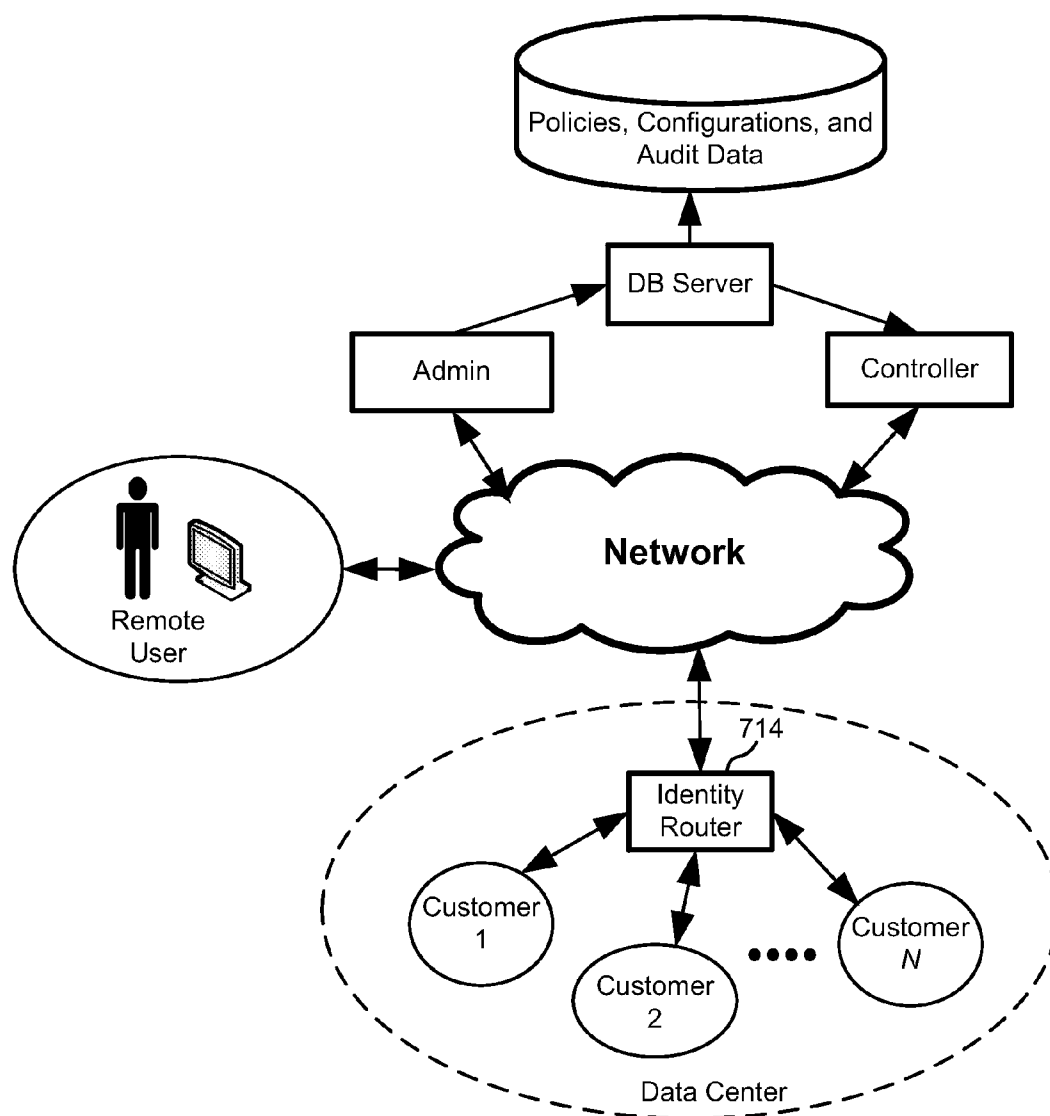 Policies, Configurations, and
Audit Data
DB Server
Admin
Controller
Network
Remote
User
714
Identity
Router
Customer
1
Customer
2
Customer
N
Data Center